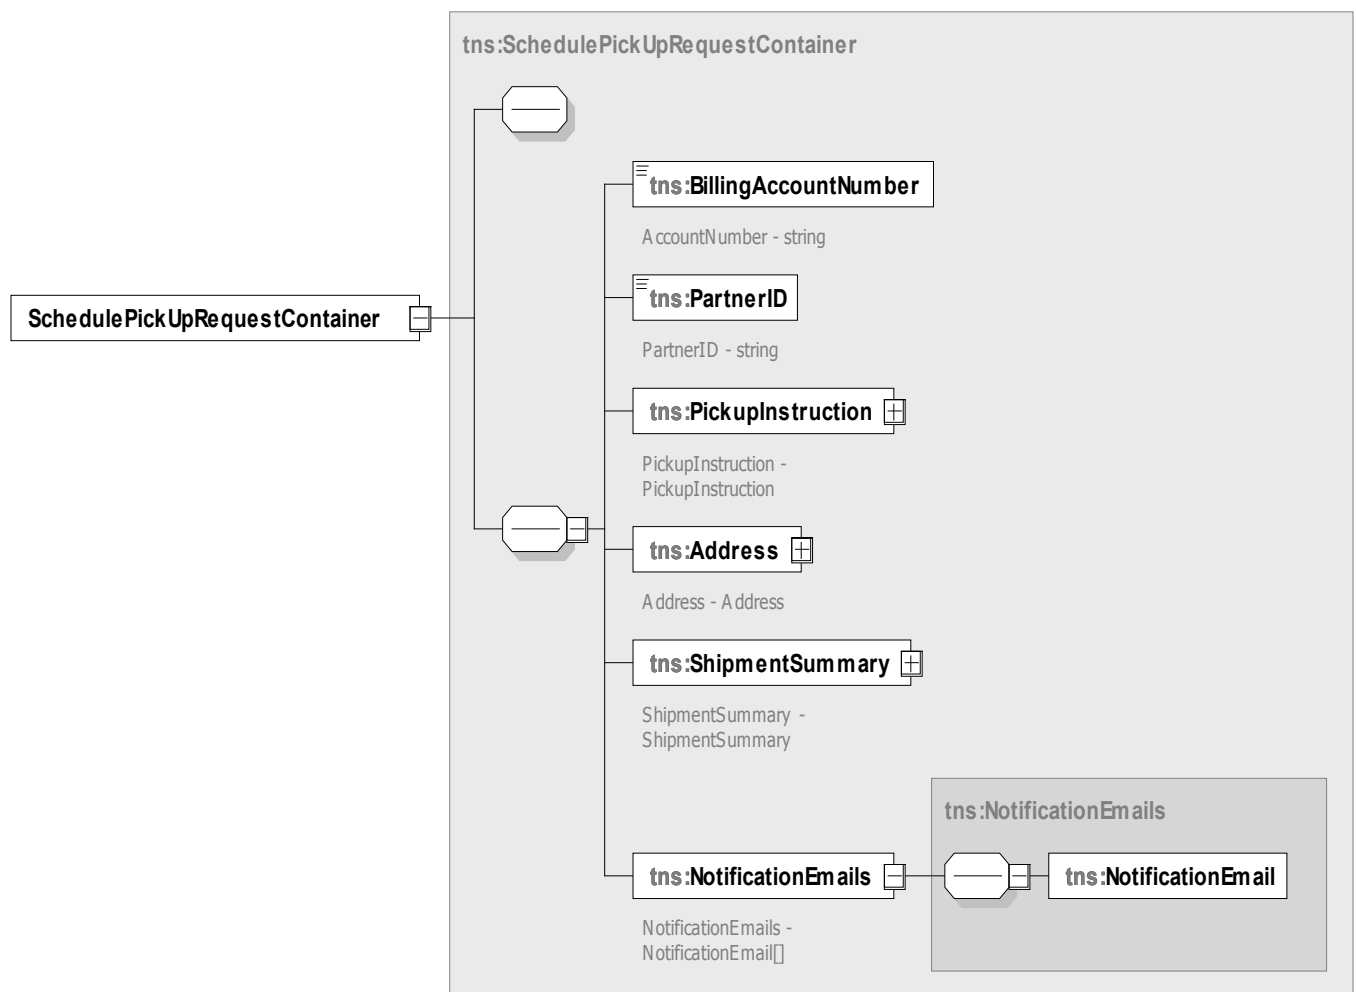 tns:SchedulePickUpRequestContainer
tns:BillingAccountNumber
AccountNumber - string
tns:PartnerID
SchedulePickUpRequestContainer
PartnerID - string
tns:PickupInstruction
PickupInstruction -
PickupInstruction
tns:Address
Address - Address
tns:ShipmentSummary
ShipmentSummary -
ShipmentSummary
tns:NotificationEmails
tns:NotificationEmails
tns:NotificationEmail
NotificationEmails -
NotificationEmail[]